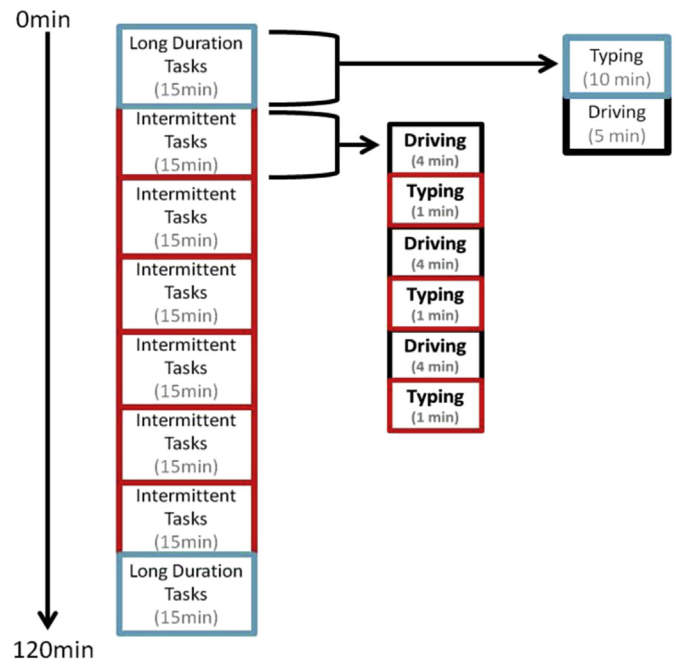 0min
Long Duration
Tasks
(15min)
Intermittent
Tasks
(15min)
Intermittent
Tasks
(15min)
Intermittent
Tasks
(15min)
Intermittent
Tasks
(15min)
Intermittent
Tasks
(15min)
Intermittent
Tasks
(15min)
Long Duration
Tasks
(15min)
120min
Driving
(4 min)
Typing
(1 min)
Driving
(4 min)
Typing
(1 min)
Driving
(4 min)
Typing
(1 min)
Typing
(10 min)
Driving
(5 min)